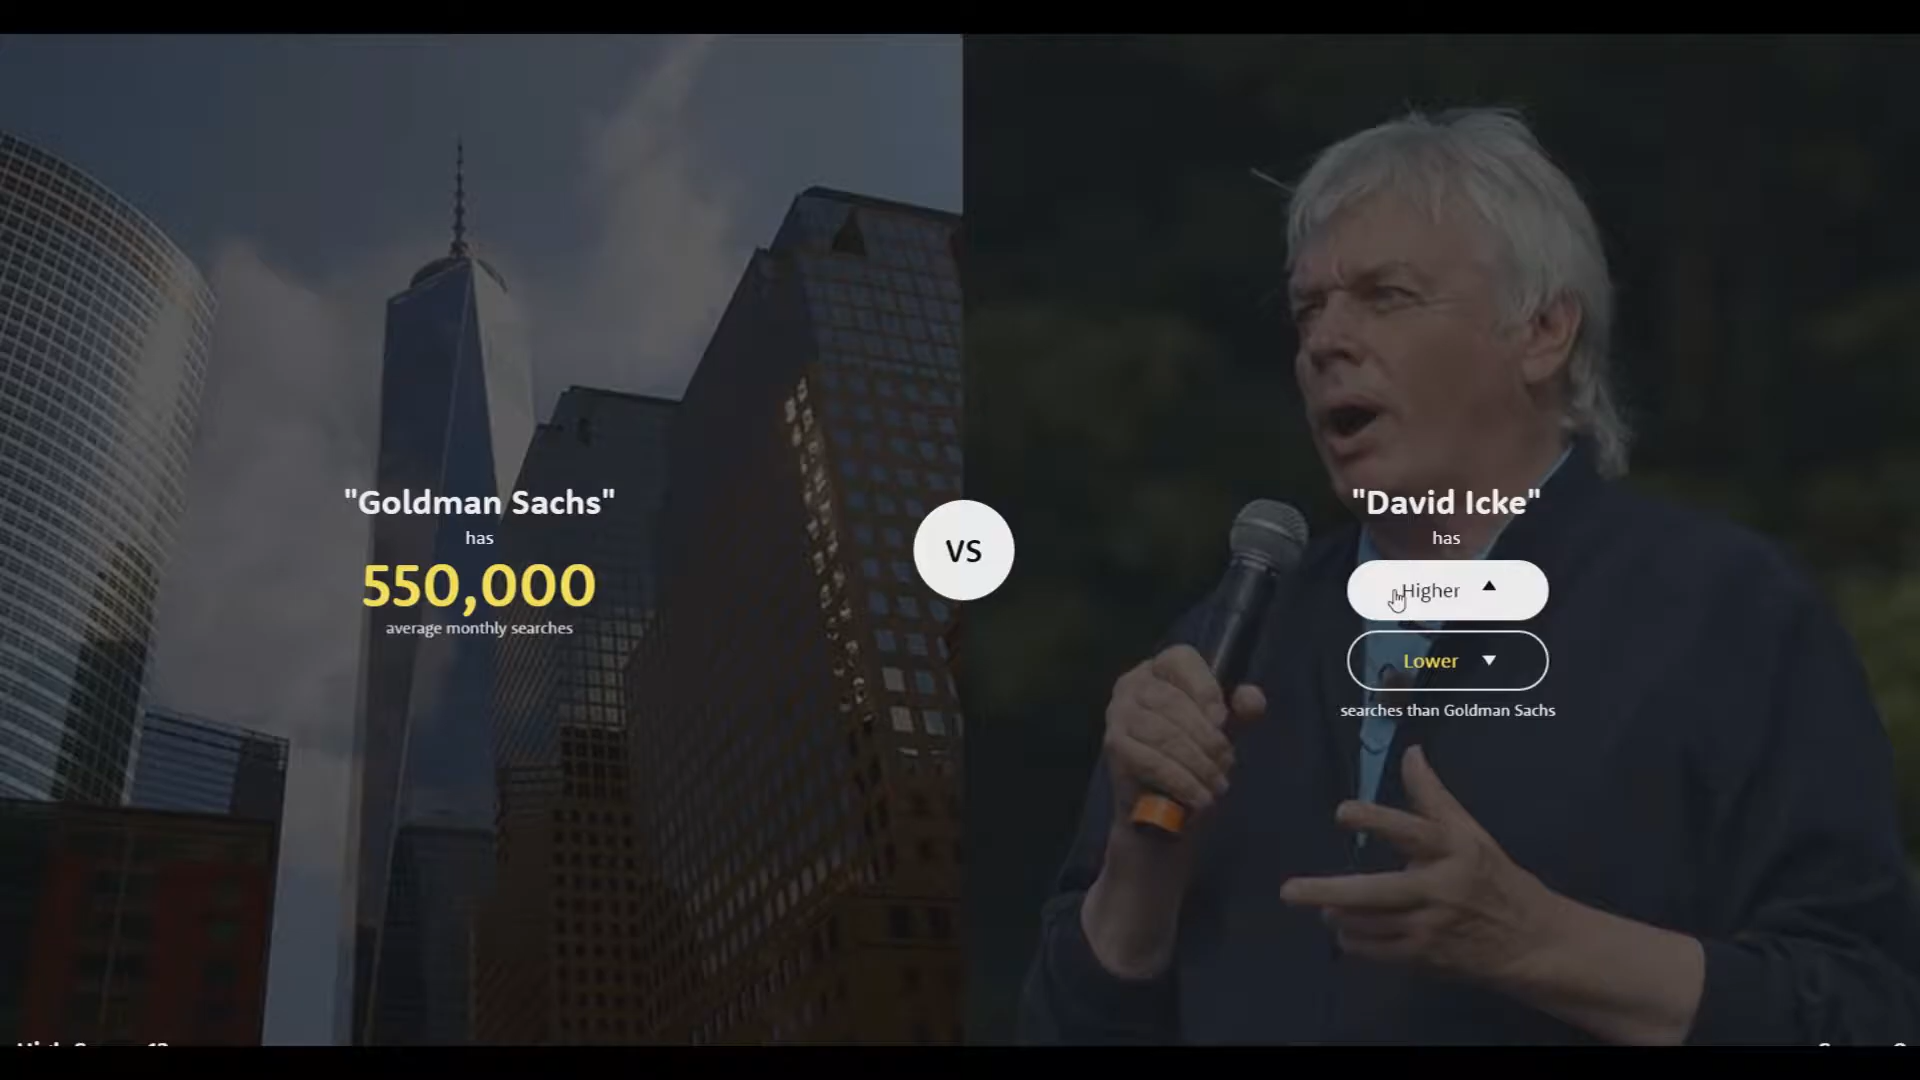 "Goldman Sachs"
has
550,000
average monthly searches
VS
"David Icke"
has
Higher
Lower
searches than Goldman Sachs